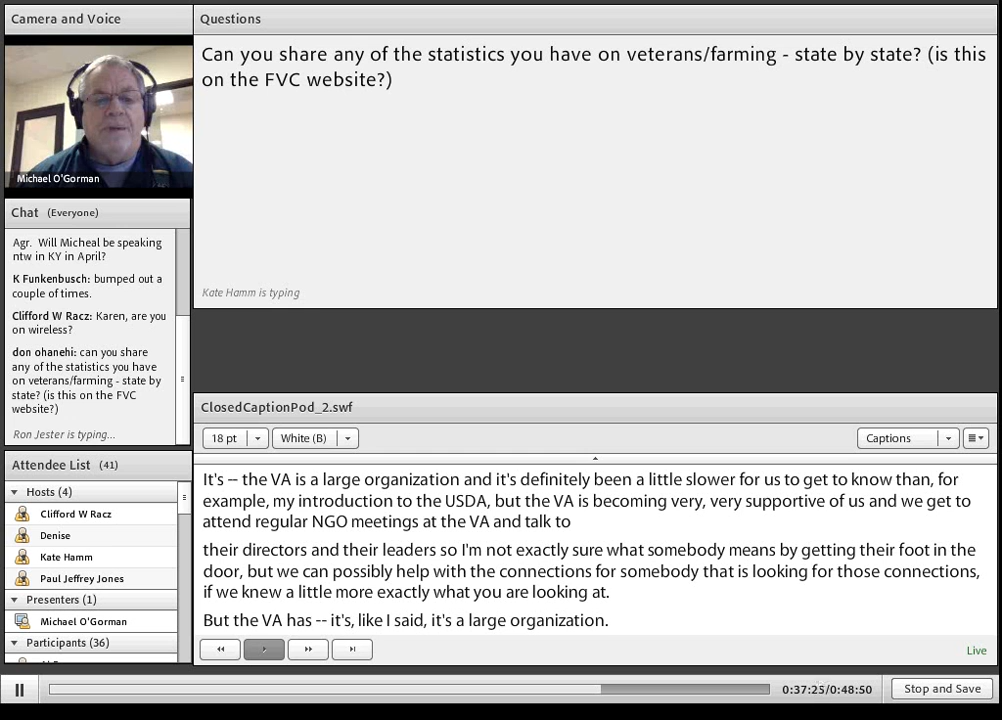 Camera and Voice
Michael O'Gorman
Chat (Everyone)
Agr. Will Micheal be speaking
ntw in KY in April?
K Funkenbusch: bumped out a
couple of times.
Clifford W Racz: Karen, are you
on wireless?
don ohanehi: can you share
any of the statistics you have
on veterans/farming - state by
state? (is this on the FVC
website?)
Ron Jester is typing...
Attendee List (41)
Hosts (4)
Clifford W Racz
Denise
Kate Hamm
Paul Jeffrey Jones
Presenters (1)
Michael O'Gorman
Participants (36)
Questions
Can you share any of the statistics you have on veterans/farming - state by state? (is this
on the FVC website?)
Kate Hamm is typing
ClosedCaptionPod_2.swf
18 pt White (B) Captions
It's -- the VA is a large organization and it's definitely been a little slower for us to get to know than, for
example, my introduction to the USDA, but the VA is becoming very, very supportive of us and we get to
attend regular NGO meetings at the VA and talk to
their directors and their leaders so I'm not exactly sure what somebody means by getting their foot in the
door, but we can possibly help with the connections for somebody that is looking for those connections,
if we knew a little more exactly what you are looking at.
But the VA has -- it's, like I said, it's a large organization.
Live
0:37:25/0:48:50 Stop and Save